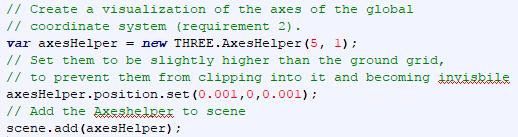 // Create a visualization of the axes of the global
// coordinate system (requirement 2).
var axesHelper = new THREE.AxesHelper(5, 1);
// Set them to be slightly higher than the ground grid,
// to prevent them from clipping into it and becoming invisbile
axesHelper.position.set(0.001,0,0.001);
// Add the Axeshelper to scene
scene.add(axesHelper);